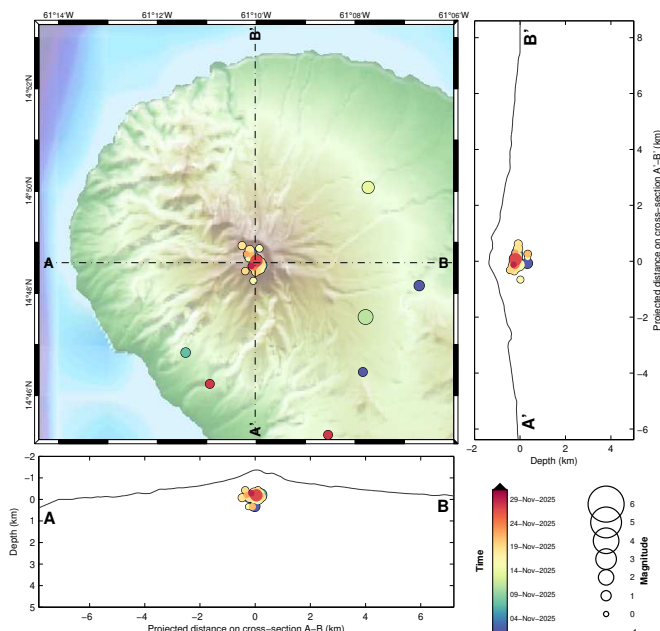 61°14'W 61°12'W 61°10'W 61°08'W 61°06'W
14°52'N
14°50'N
14°48'N
14°46'N
B'
A
B
A'
B'
A'
8
6
4
2
0
−2
−4
−6
Projected distance on cross−section A'−B' (km)
−2 0 2 4
Depth (km)
−2
−1
0
1
2
3
4
5
Depth (km)
A
B
−6 −4 −2 0 2 4 6
Projected distance on cross−section A−B (km)
Time
29−Nov−2025
24−Nov−2025
19−Nov−2025
14−Nov−2025
09−Nov−2025
04−Nov−2025
6
5
4
3
2
1
0
−1
Magnitude